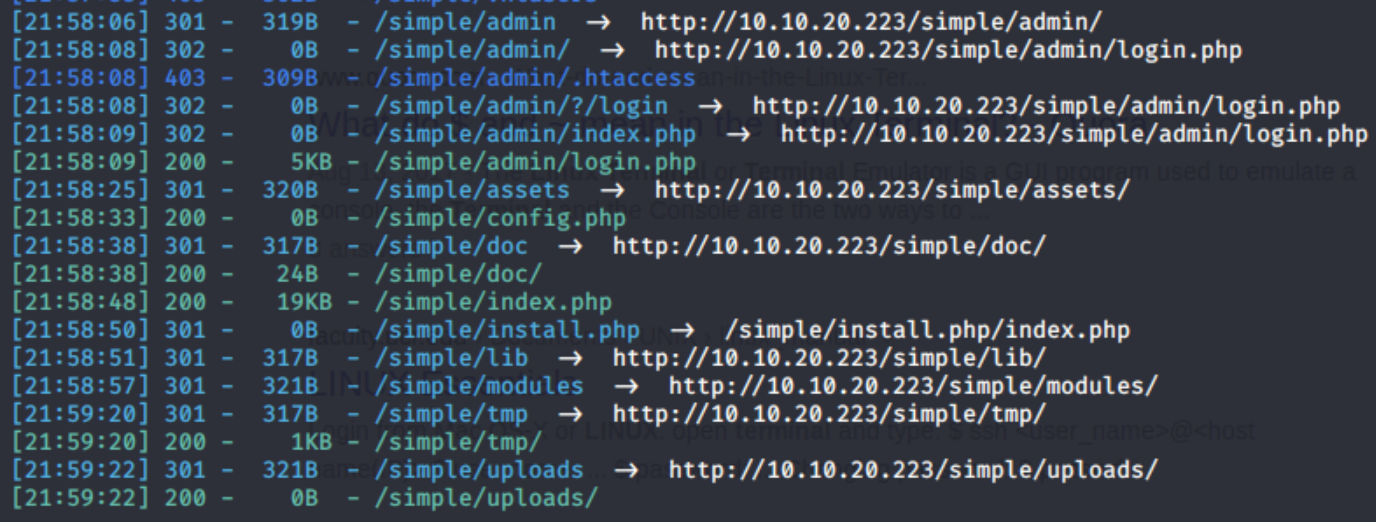 [21:58:06] 301 - 319B - /simple/admin → http://10.10.20.223/simple/admin/
[21:58:08] 302 - 0B - /simple/admin/ → http://10.10.20.223/simple/admin/login.php
[21:58:08] 403 - 309B - /simple/admin/.htaccess
[21:58:08] 302 - 0B - /simple/admin/?/login → http://10.10.20.223/simple/admin/login.php
[21:58:09] 302 - 0B - /simple/admin/index.php → http://10.10.20.223/simple/admin/login.php
[21:58:09] 200 - 5KB - /simple/admin/login.php
[21:58:25] 301 - 320B - /simple/assets → http://10.10.20.223/simple/assets/
[21:58:33] 200 - 0B - /simple/config.php
[21:58:38] 301 - 317B - /simple/doc → http://10.10.20.223/simple/doc/
[21:58:38] 200 - 24B - /simple/doc/
[21:58:48] 200 - 19KB - /simple/index.php
[21:58:50] 301 - 0B - /simple/install.php → /simple/install.php/index.php
[21:58:51] 301 - 317B - /simple/lib → http://10.10.20.223/simple/lib/
[21:58:57] 301 - 321B - /simple/modules → http://10.10.20.223/simple/modules/
[21:59:20] 301 - 317B - /simple/tmp → http://10.10.20.223/simple/tmp/
[21:59:20] 200 - 1KB - /simple/tmp/
[21:59:22] 301 - 321B - /simple/uploads → http://10.10.20.223/simple/uploads/
[21:59:22] 200 - 0B - /simple/uploads/